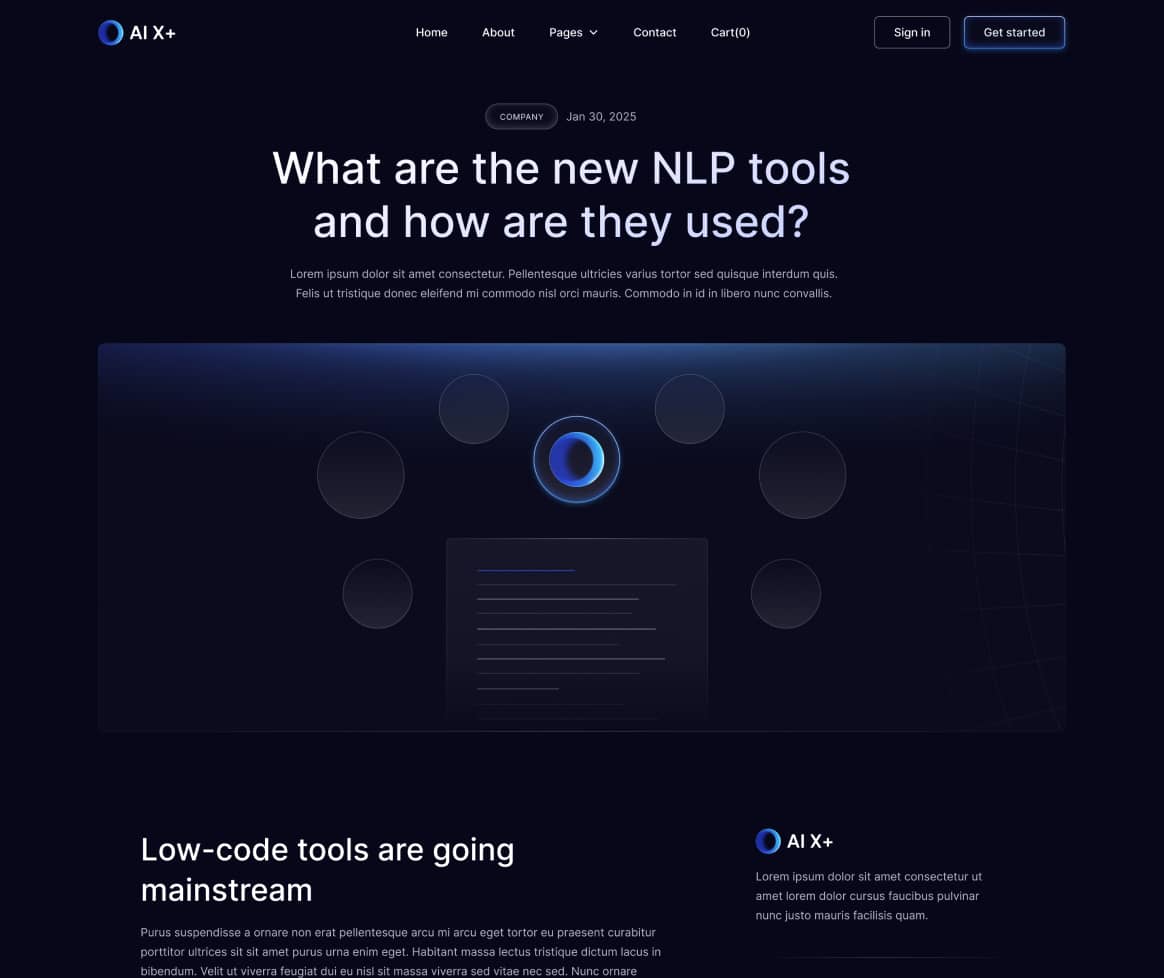 AI X+
Home About Pages Contact Cart(0)
Sign in
Get started
COMPANY Jan 30, 2025
What are the new NLP tools
and how are they used?
Lorem ipsum dolor sit amet consectetur. Pellentesque ultricies varius tortor sed quisque interdum quis.
Felis ut tristique donec eleifend mi commodo nisl orci mauris. Commodo in id in libero nunc convallis.
Low-code tools are going
mainstream
Purus suspendisse a ornare non erat pellentesque arcu mi arcu eget tortor eu praesent curabitur
porttitor ultrices sit sit amet purus urna enim eget. Habitant massa lectus tristique dictum lacus in
bibendum. Velit ut viverra feugiat dui eu nisl sit massa viverra sed vitae nec sed. Nunc ornare
AI X+
Lorem ipsum dolor sit amet consectetur ut
amet lorem dolor cursus faucibus pulvinar
nunc justo mauris facilisis quam.